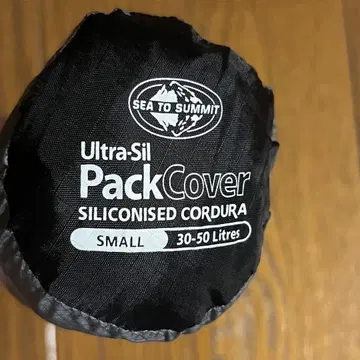 SEA TO SUMMIT
Ultra-Sil
PackCover
SILICONISED CORDURA
SMALL 30-50 Litres